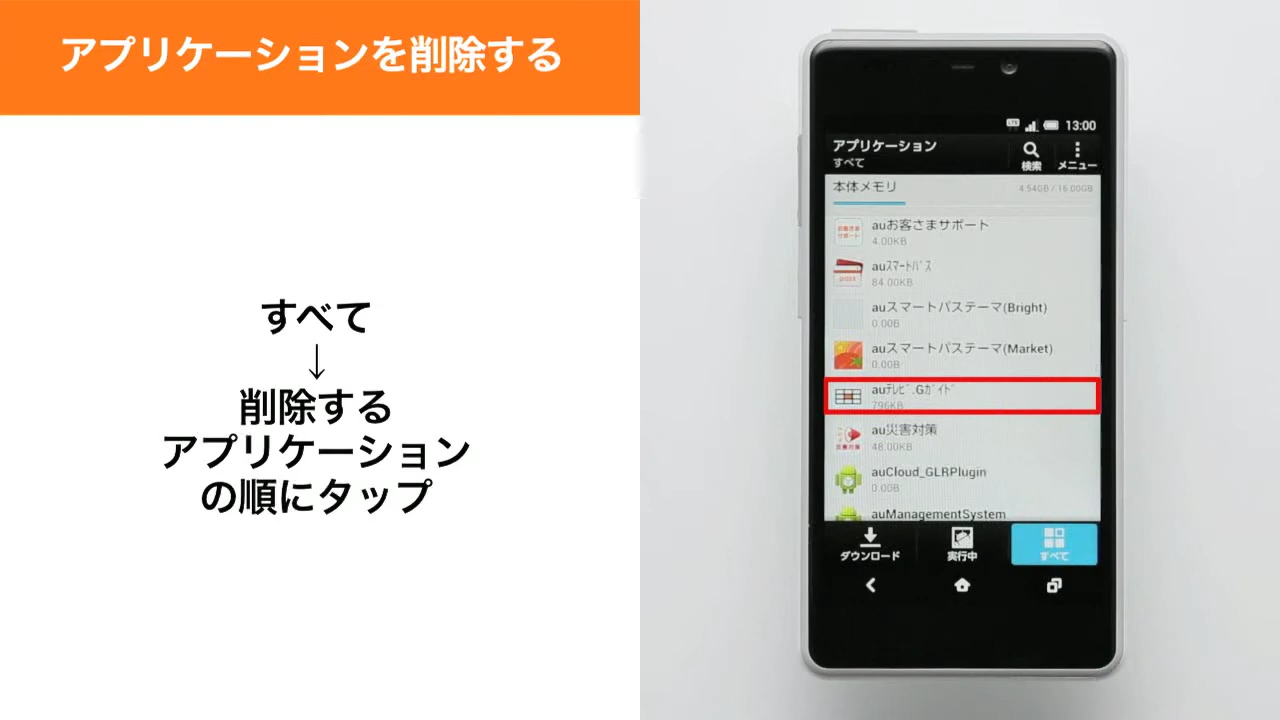 アプリケーションを削除する
すべて
↓
削除する
アプリケーション
の順にタップ
LTE
13:00
アプリケーション
すべて
検索
メニュー
本体メモリ
4.54GB / 16.00GB
auお客さまサポート
4.00KB
auｽﾏｰﾄﾊﾟｽ
84.00KB
auスマートパステーマ(Bright)
0.00B
auスマートパステーマ(Market)
0.00B
auﾃﾚﾋﾞ.Gｶﾞｲﾄﾞ
796KB
au災害対策
48.00KB
auCloud_GLRPlugin
0.00B
auManagementSystem
ダウンロード
実行中
すべて